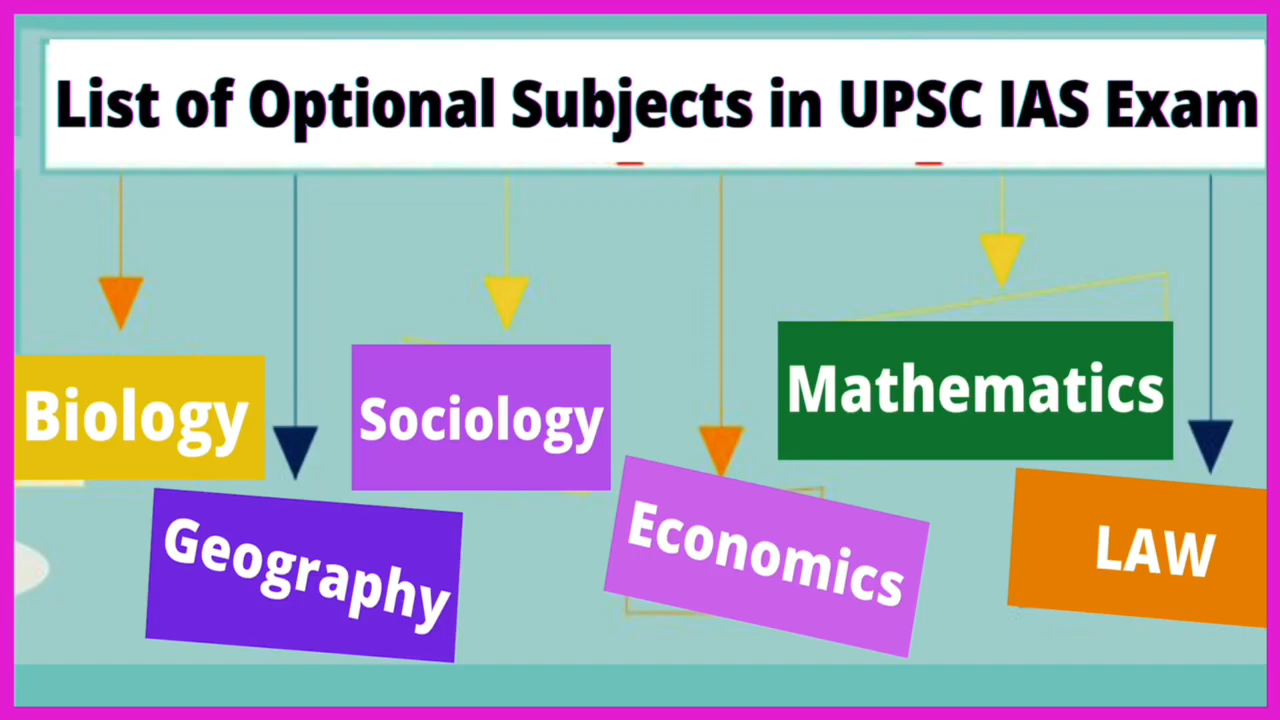 List of Optional Subjects in UPSC IAS Exam
Biology
Geography
Sociology
Economics
Mathematics
LAW